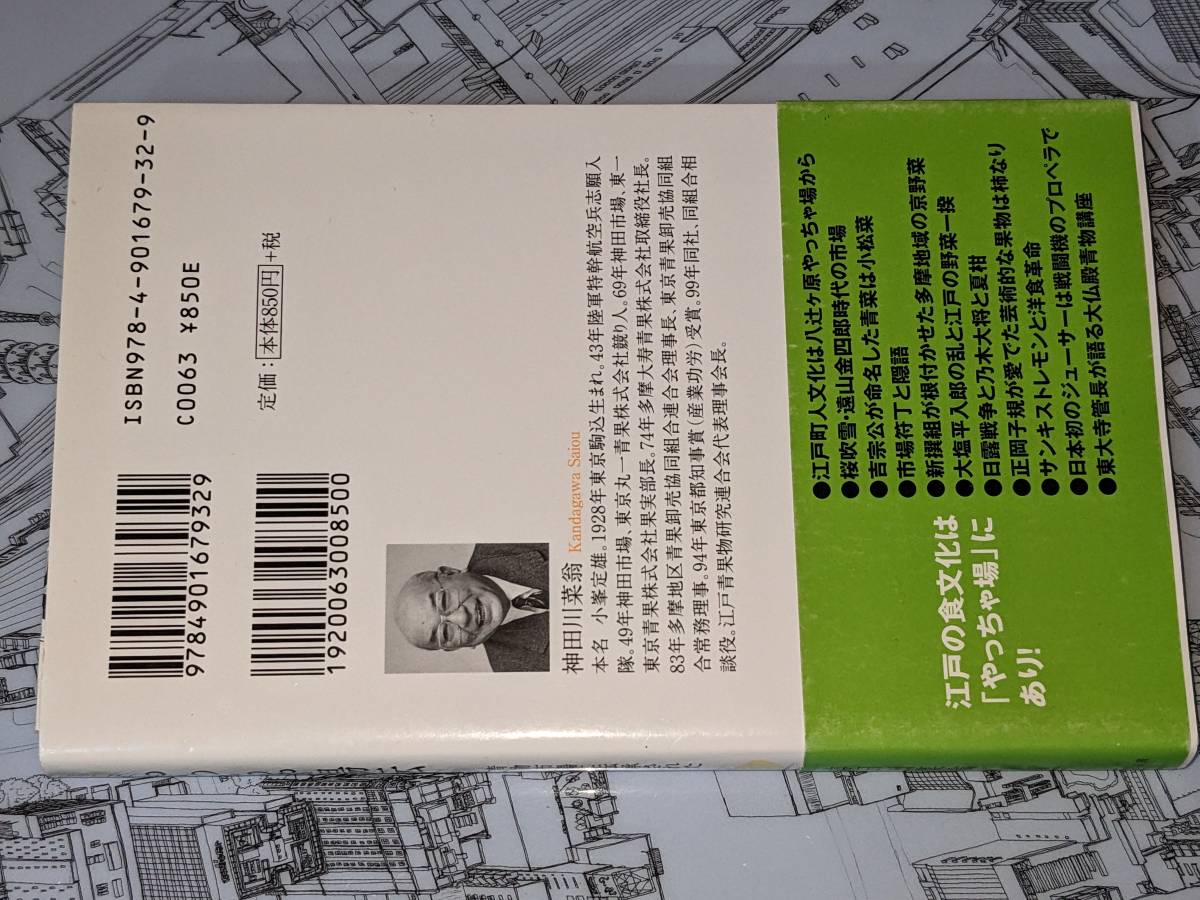 ISBN978-4-901679-32-9
C0063 ¥850E
定価：本体850円+税
9784901679329
1920063008500
神田川菜翁 Kandagawa Saiou
本名 小峯定雄。1928年東京駒込生まれ。43年陸軍特幹航空兵志願入
隊。49年神田市場、東京丸一青果株式会社競り人。69年神田市場、東一
東京青果株式会社果実部長。74年多摩大寿青果株式会社取締役社長。
83年多摩地区青果卸売協同組合連合会理事長、東京青果卸売協同組
合常務理事。94年東京都知事賞（産業功労）受賞。99年同社、同組合相
談役。江戸青果物研究連合会代表理事会長。
江戸の食文化は
「やっちゃ場」に
あり!
●江戸町人文化は八辻ヶ原やっちゃ場から
●桜吹雪・遠山金四郎時代の市場
●吉宗公が命名した青菜は小松菜
●市場符丁と隠語
●新撰組が根付かせた多摩地域の京野菜
●大塩平八郎の乱と江戸の野菜一揆
●日露戦争と乃木大将と夏柑
●正岡子規が愛でた芸術的な果物は柿なり
●サンキストレモンと洋食革命
●日本初のジューサーは戦闘機のプロペラで
●東大寺管長が語る大仏殿青物講座